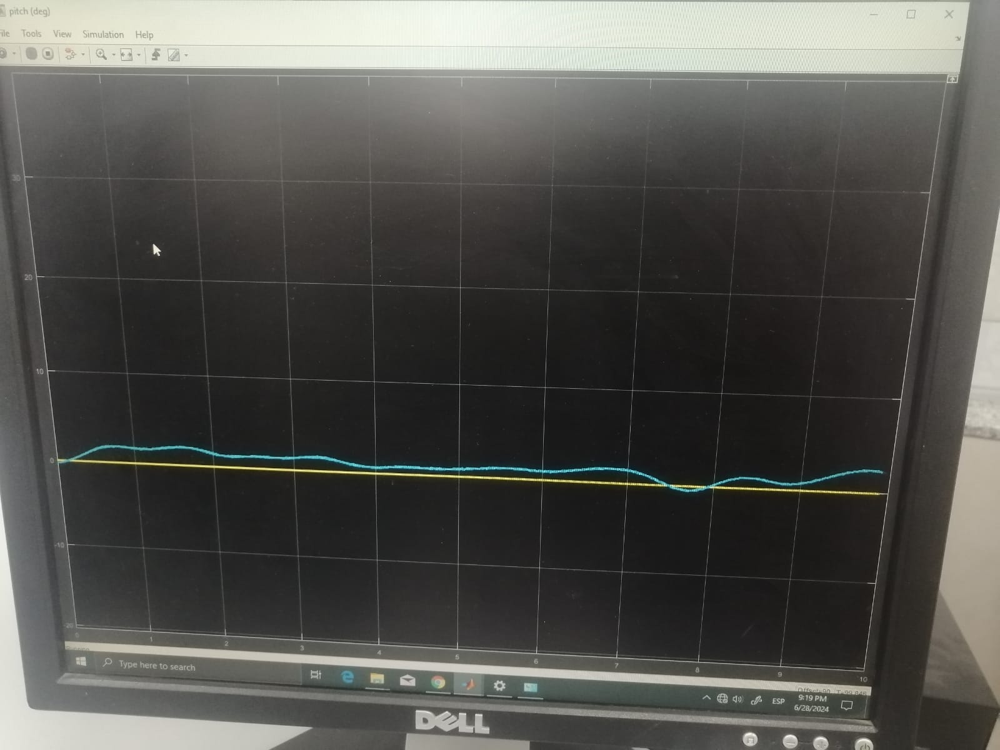 pitch (deg)
Tools View Simulation Help
30
20
10
0
-10
-20
0 1 2 3 4 5 6 7 8 9 10
Type here to search
ESP
9:19 PM
6/28/2024
DELL